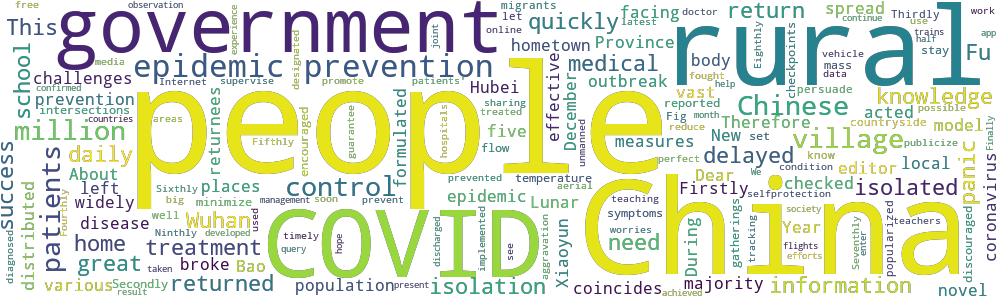 free
observation
migrants
let
online
facing
spread
latest
doctor
Thirdly
continue
work
This
government
quickly
return
rural
use
trains
app
media
experience
designated
joint
hometown
Province
Eighthly
checkpoints
half
stay
Fu
school
challenges
confirmed
Internet
supervise
epidemic prevention
promote
patients'
Hubei
medical
body
vehicle
mass
data
persuade
prevention
intersections
countries
returnees
people
outbreak
vast
fought
help
knowledge
million
areas
Fifthly
encouraged
guarantee
hospitals
formulated
sharing
treated
five
flow
effective
December
reported
Fig
month
reduce
Chinese
Therefore
acted
countryside
possible
model
publicize
Finally
daily
patients
About
Sixthly
big
management
control
prevented
temperature
unmanned
measures
New
set
perfect
village
know
condition
We
delayed
editor
local
panic
Success
distributed
left
widely
Fourthly
places
minimize
well
soon
prevent
epidemic
Lunar
aerial
Dear
teaching
symptoms
worries
Firstly
checked
selfprotection
isolated
coronavirus
disease
Wuhan
Ninthly
developed
used
COVID
implemented
aggravation
Xiaoyun
need
During
gatherings
tracking
Year
society
flights
efforts
China
Seventhly
enter
popularized
teachers
discouraged
diagnosed
home
treatment
timely
query
hope
discharged
see
great
broke
Bao
various
Secondly
result
returned
taken
population
present
isolation
coincides
majority
achieved
information
novel